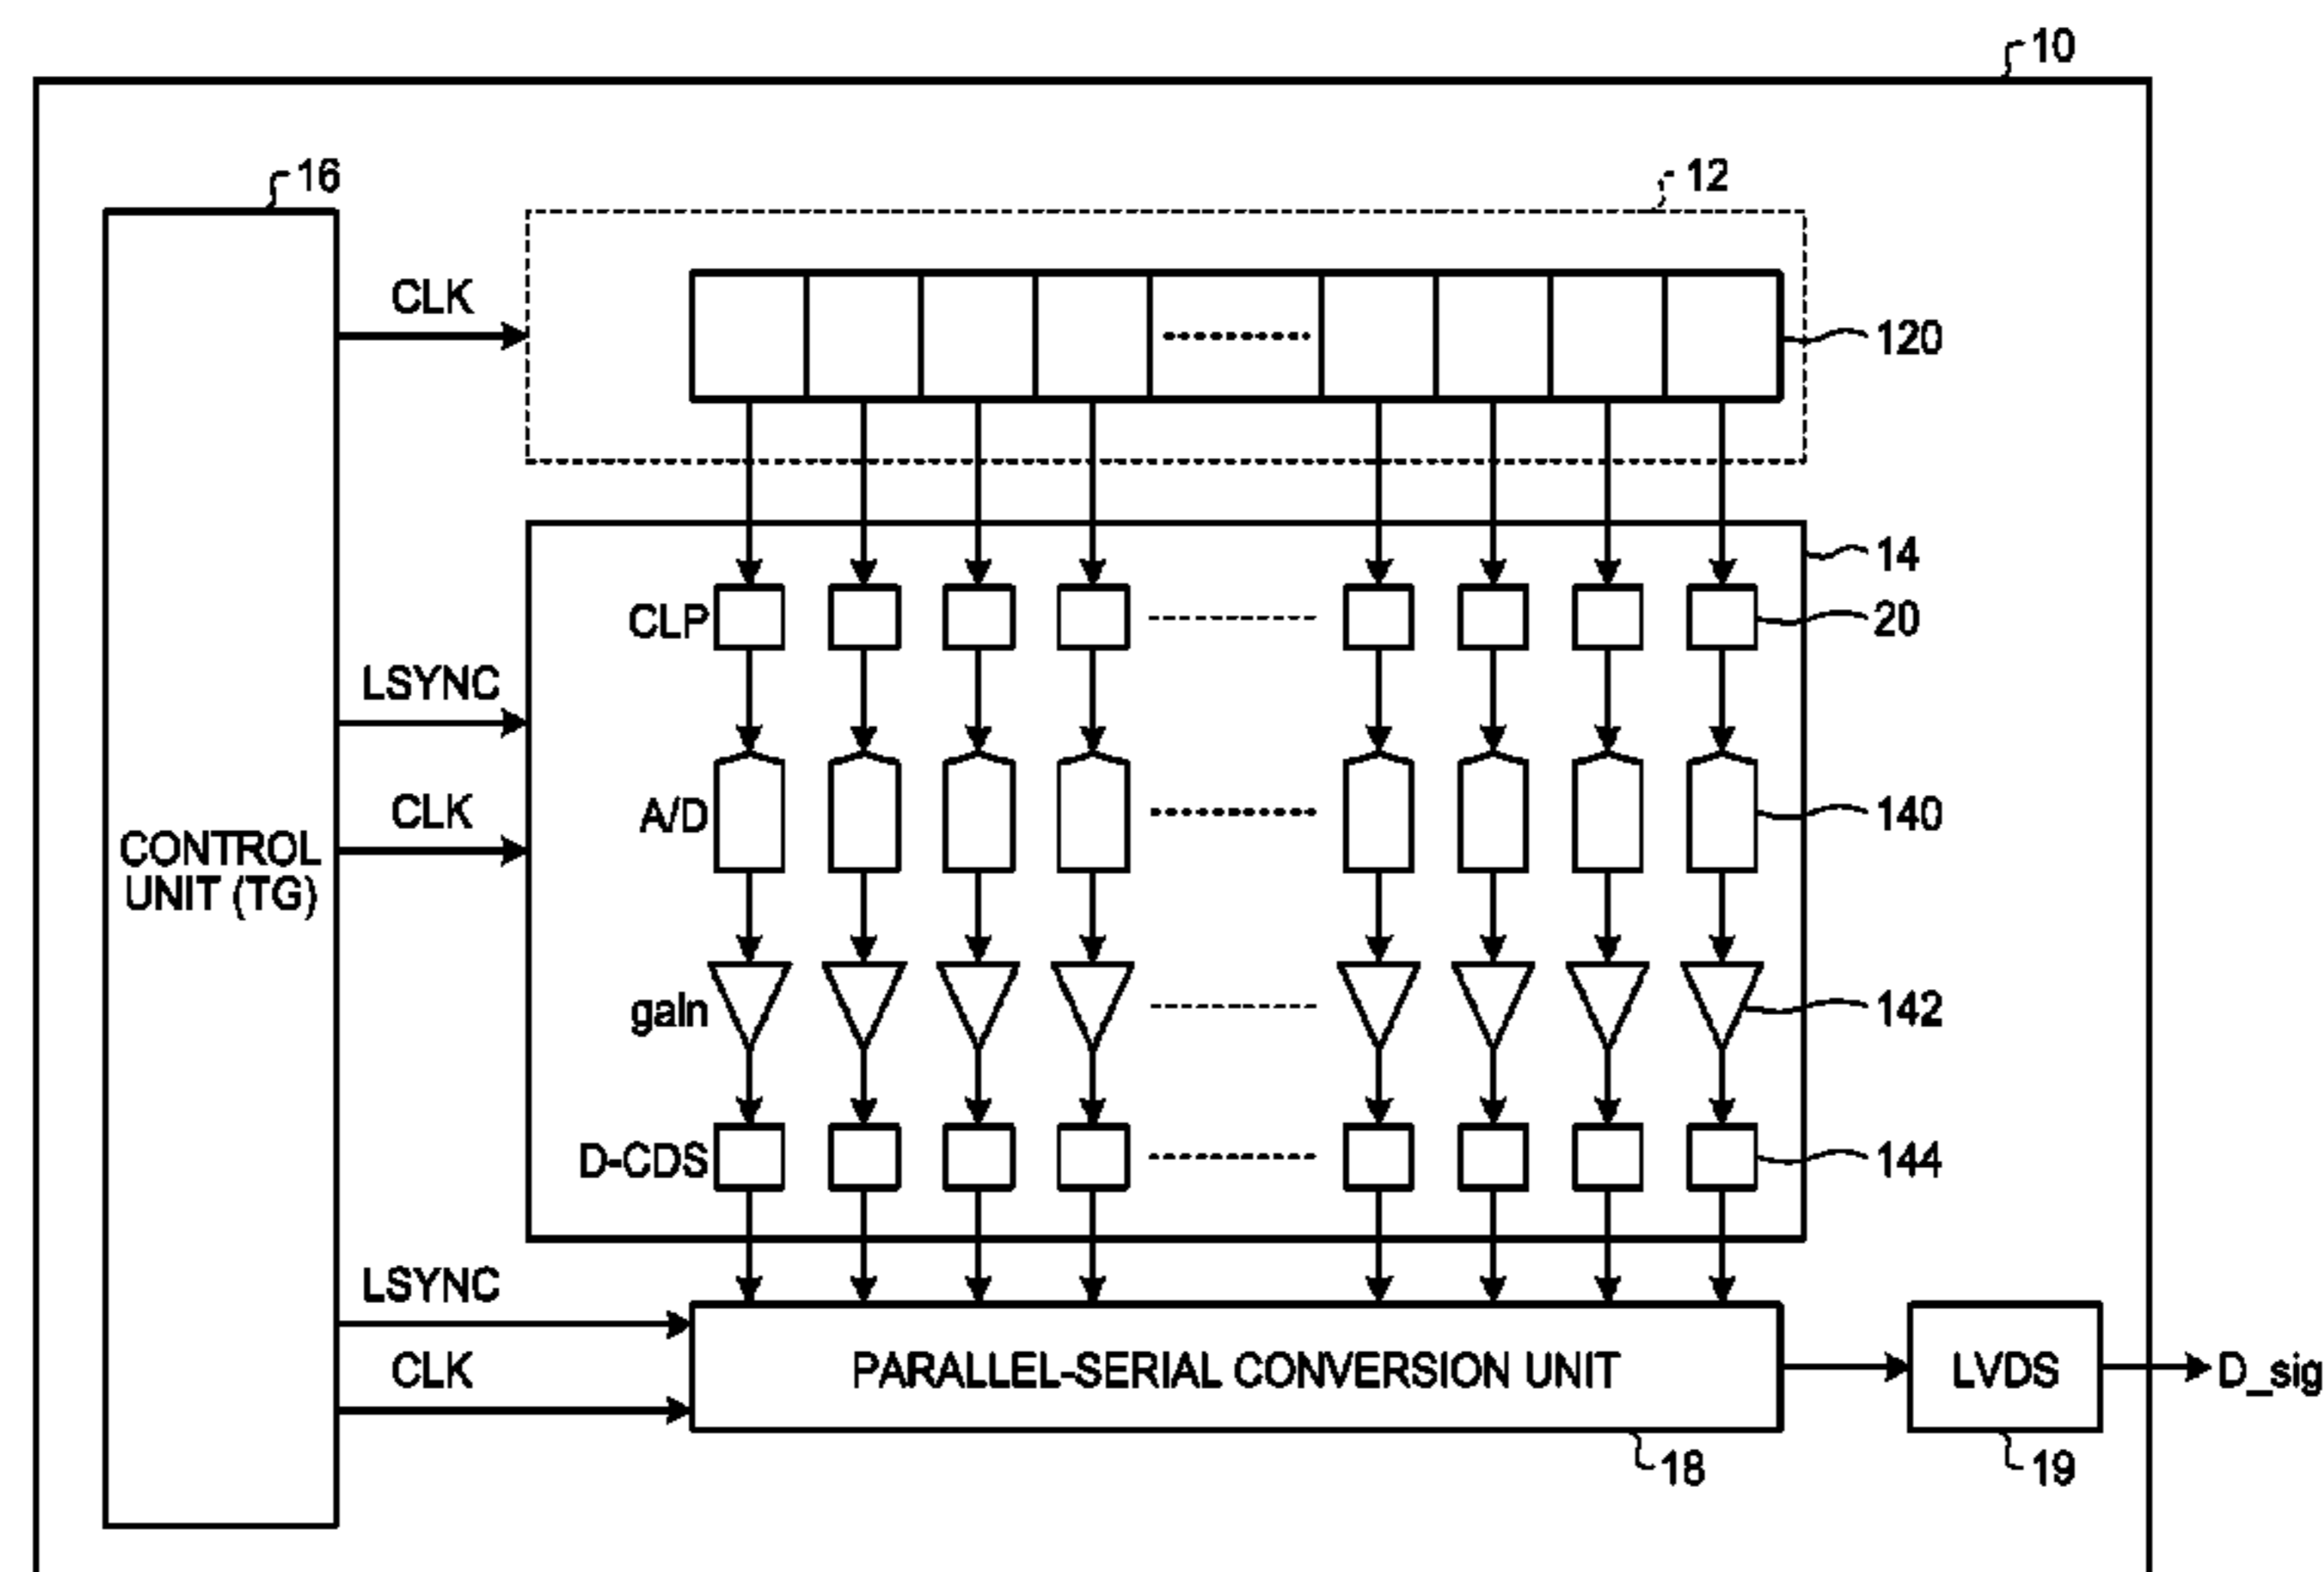 10
16
12
CLK
120
14
CLP
20
LSYNC
CLK
A/D
140
CONTROL
UNIT (TG)
gain
142
D-CDS
144
LSYNC
CLK
PARALLEL-SERIAL CONVERSION UNIT
LVDS
D_sig
18
19